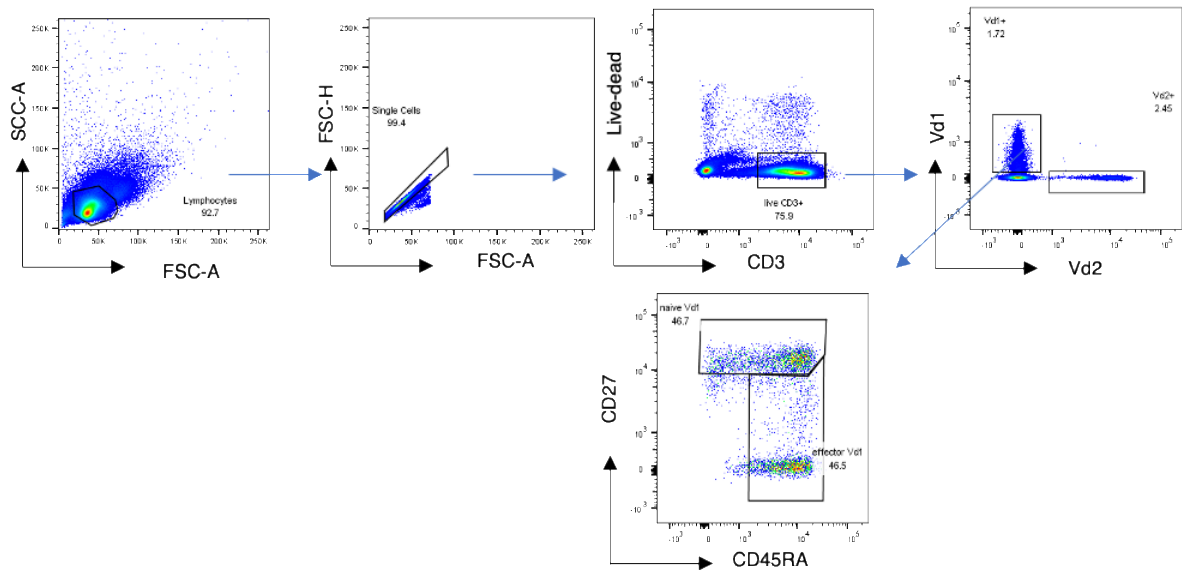 SCC-A
250K
200K
150K
100K
50K
0
Lymphocytes
92.7
0 50K 100K 150K 200K 250K
FSC-A
FSC-H
250K
200K
150K
100K
50K
0
Single Cells
99.4
0 50K 100K 150K 200K 250K
FSC-A
Live-dead
10^5
10^4
10^3
0
-10^3
live CD3+
75.9
-10^3 0 10^3 10^4 10^5
CD3
Vd1
Vd1+
1.72
Vd2+
2.45
10^5
10^4
10^3
0
-10^3
-10^3 0 10^3 10^4 10^5
Vd2
CD27
naive Vd1
46.7
10^5
10^4
10^3
0
-10^3
effector Vd1
46.5
-10^3 0 10^3 10^4 10^5
CD45RA